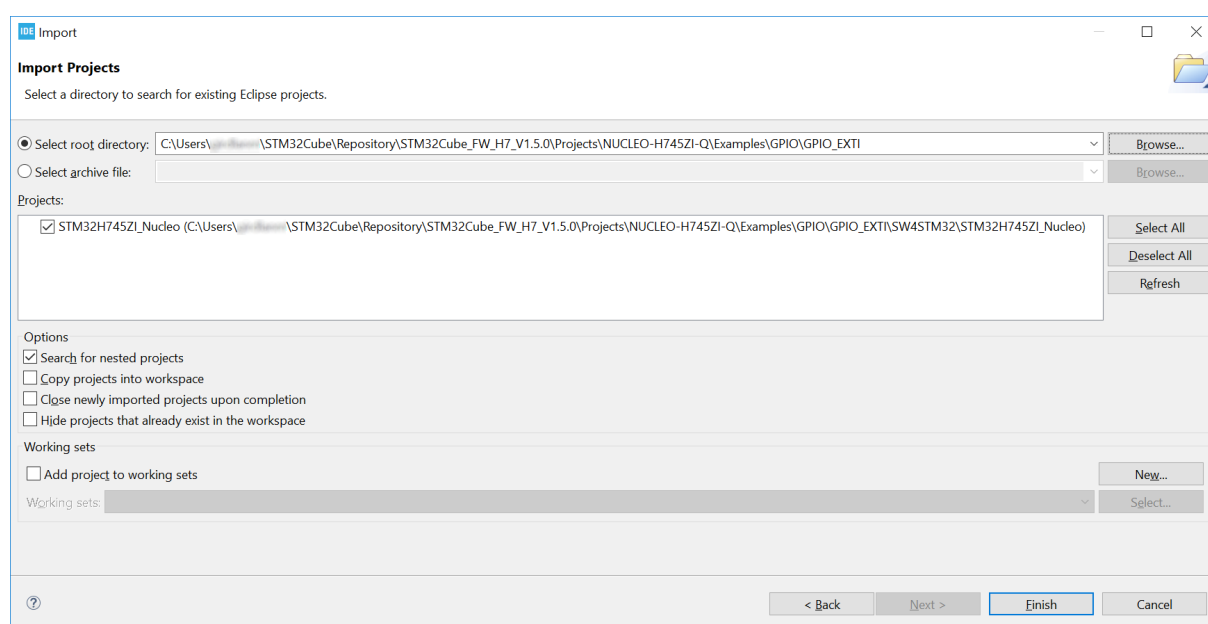 IDE Import
Import Projects
Select a directory to search for existing Eclipse projects.
Select root directory: C:\Users\ \STM32Cube\Repository\STM32Cube_FW_H7_V1.5.0\Projects\NUCLEO-H745ZI-Q\Examples\GPIO\GPIO_EXTI Browse...
Select archive file: Browse...
Projects:
STM32H745ZI_Nucleo (C:\Users\ \STM32Cube\Repository\STM32Cube_FW_H7_V1.5.0\Projects\NUCLEO-H745ZI-Q\Examples\GPIO\GPIO_EXTI\SW4STM32\STM32H745ZI_Nucleo) Select All
Deselect All
Refresh
Options
Search for nested projects
Copy projects into workspace
Close newly imported projects upon completion
Hide projects that already exist in the workspace
Working sets
Add project to working sets New...
Working sets: Select...
? < Back Next > Finish Cancel